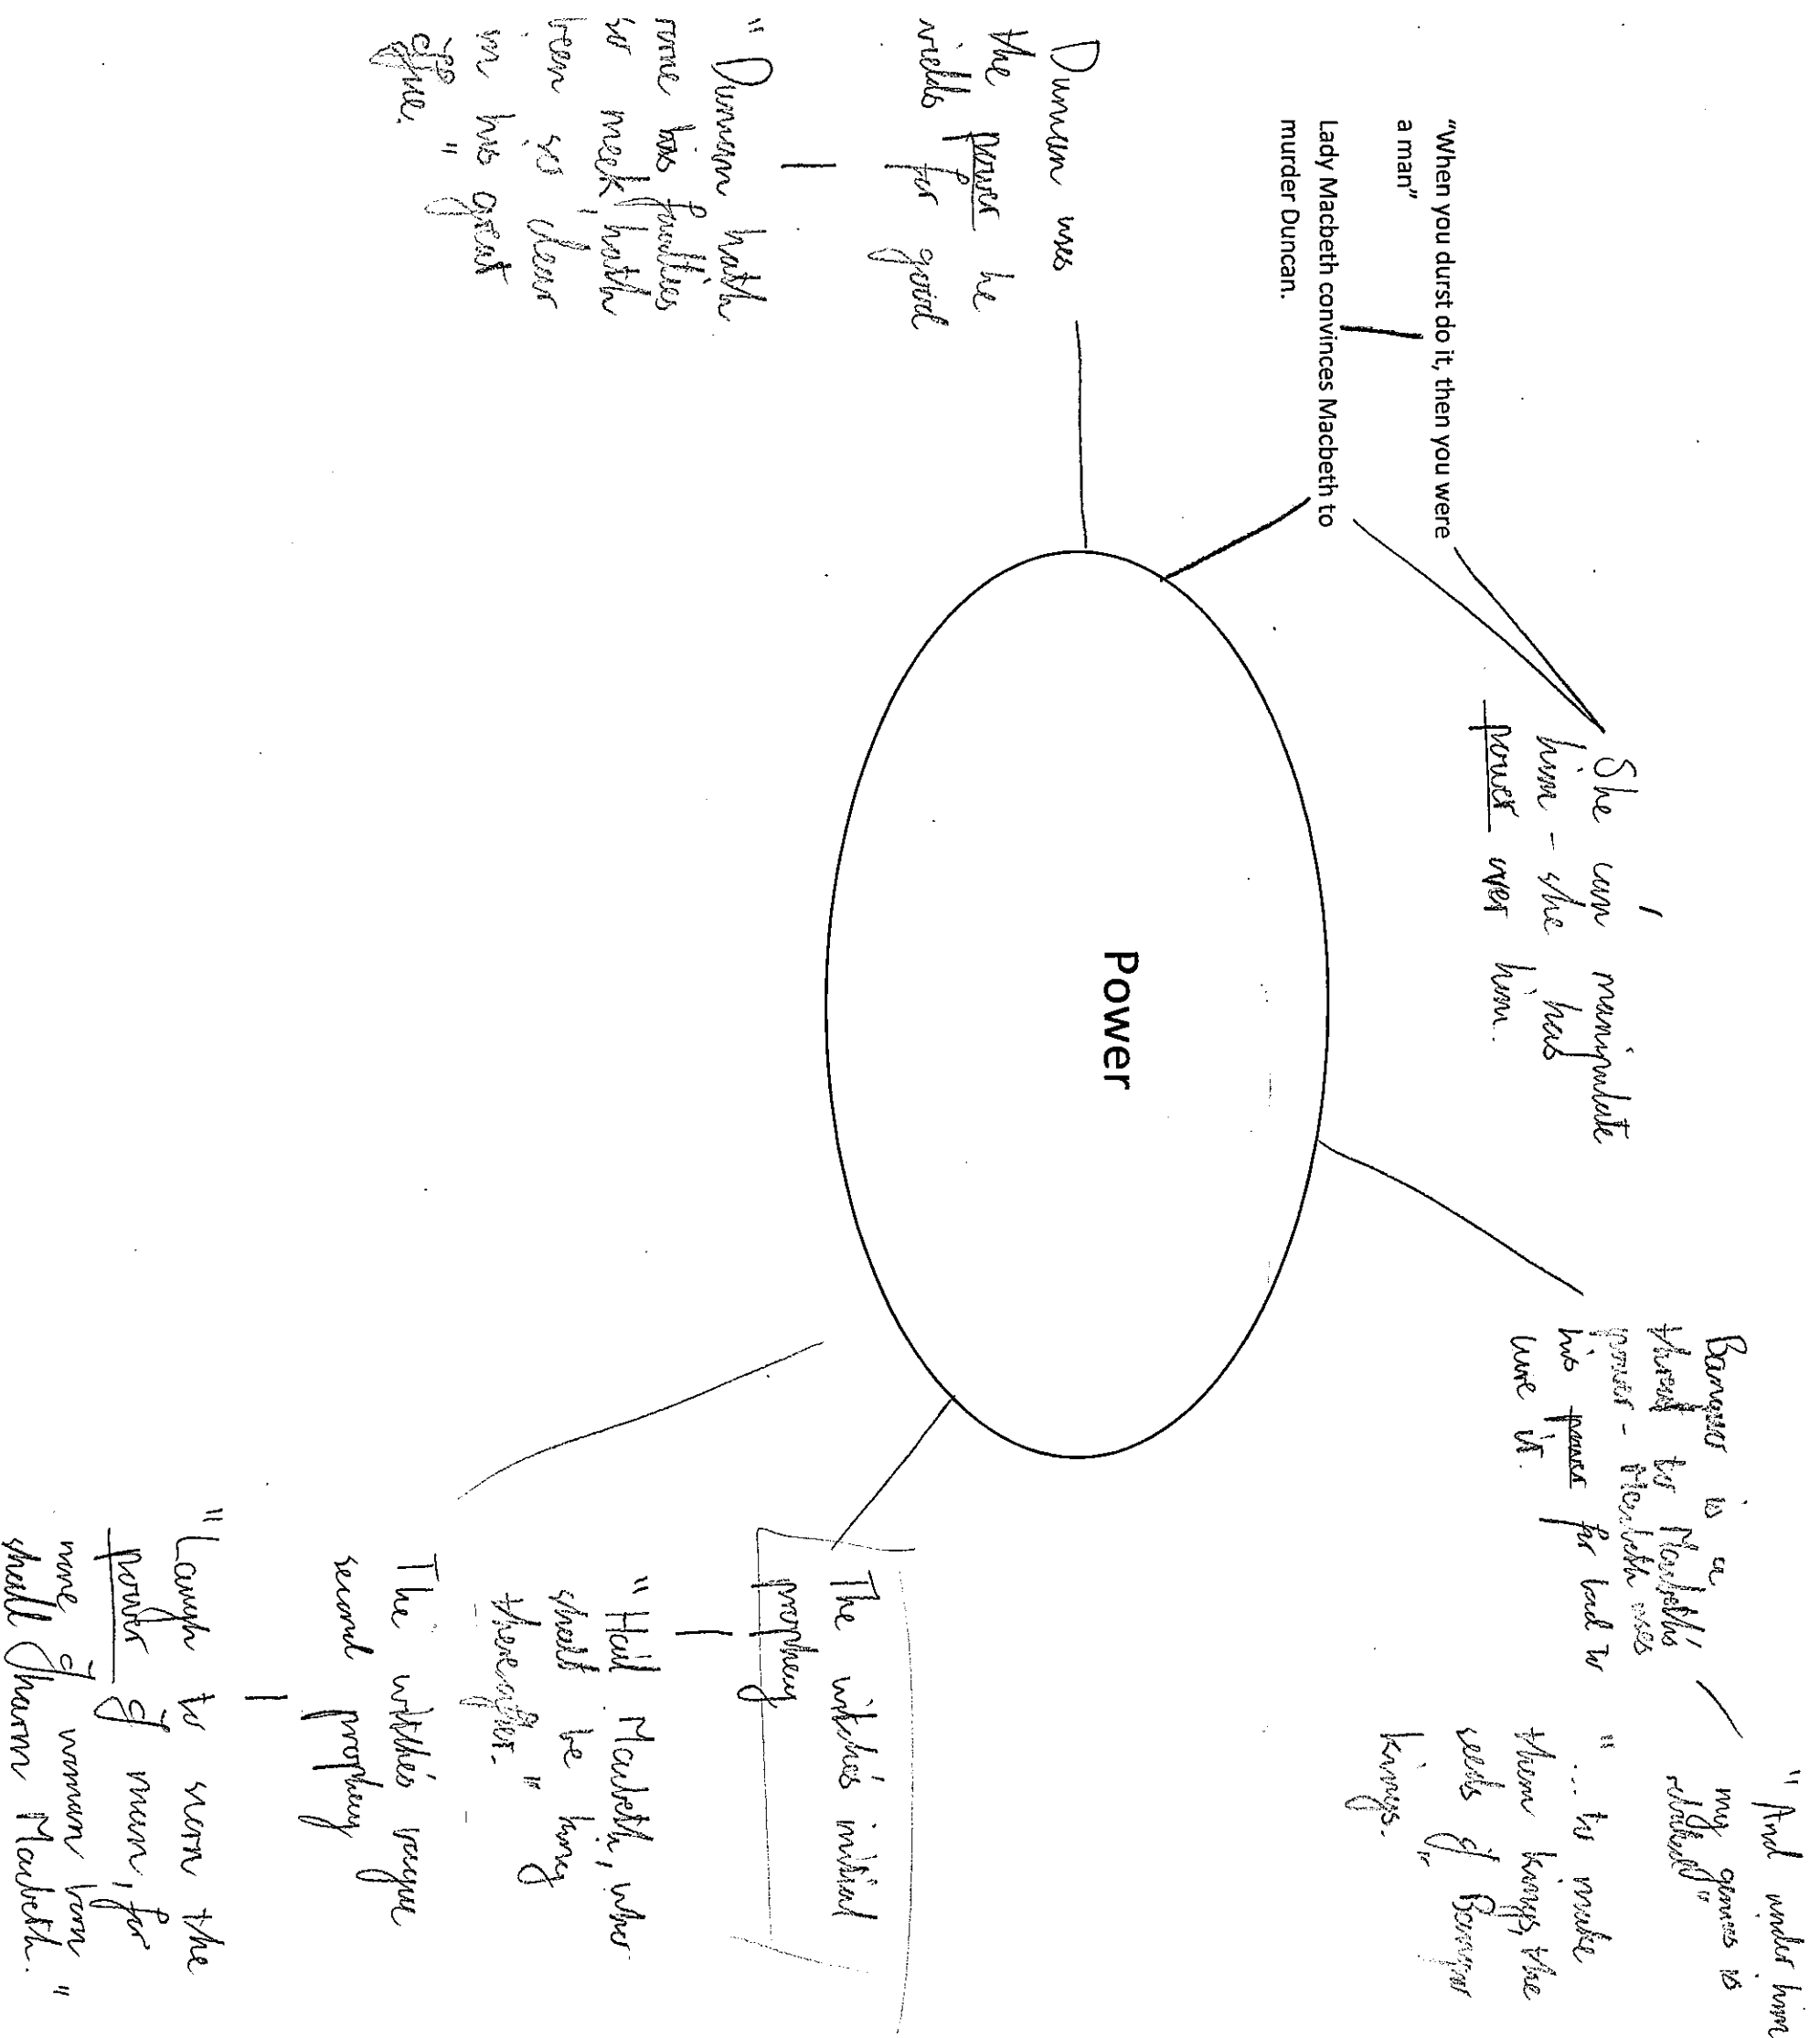 "When you durst do it, then you were
a man"
Lady Macbeth convinces Macbeth to
murder Duncan.
She can manipulate
him - she has
power over him.
Banquo is a
threat to Macbeth's
power - Macbeth uses
his power for bad to
cure it.
"And under him
my genius is
rebuked"
"... to make
them kings, the
seeds of Banquo
kings."
Duncan uses
the power he
wields for good
"Duncan hath
borne his faculties
so meek, hath
been so clear
in his great
office."
Power
The witches initial
prophecy
"Hail Macbeth, who
shalt be king
thereafter."
The witches vague
second prophecy
"Laugh to scorn the
power of man, for
none of woman born
shall harm Macbeth."